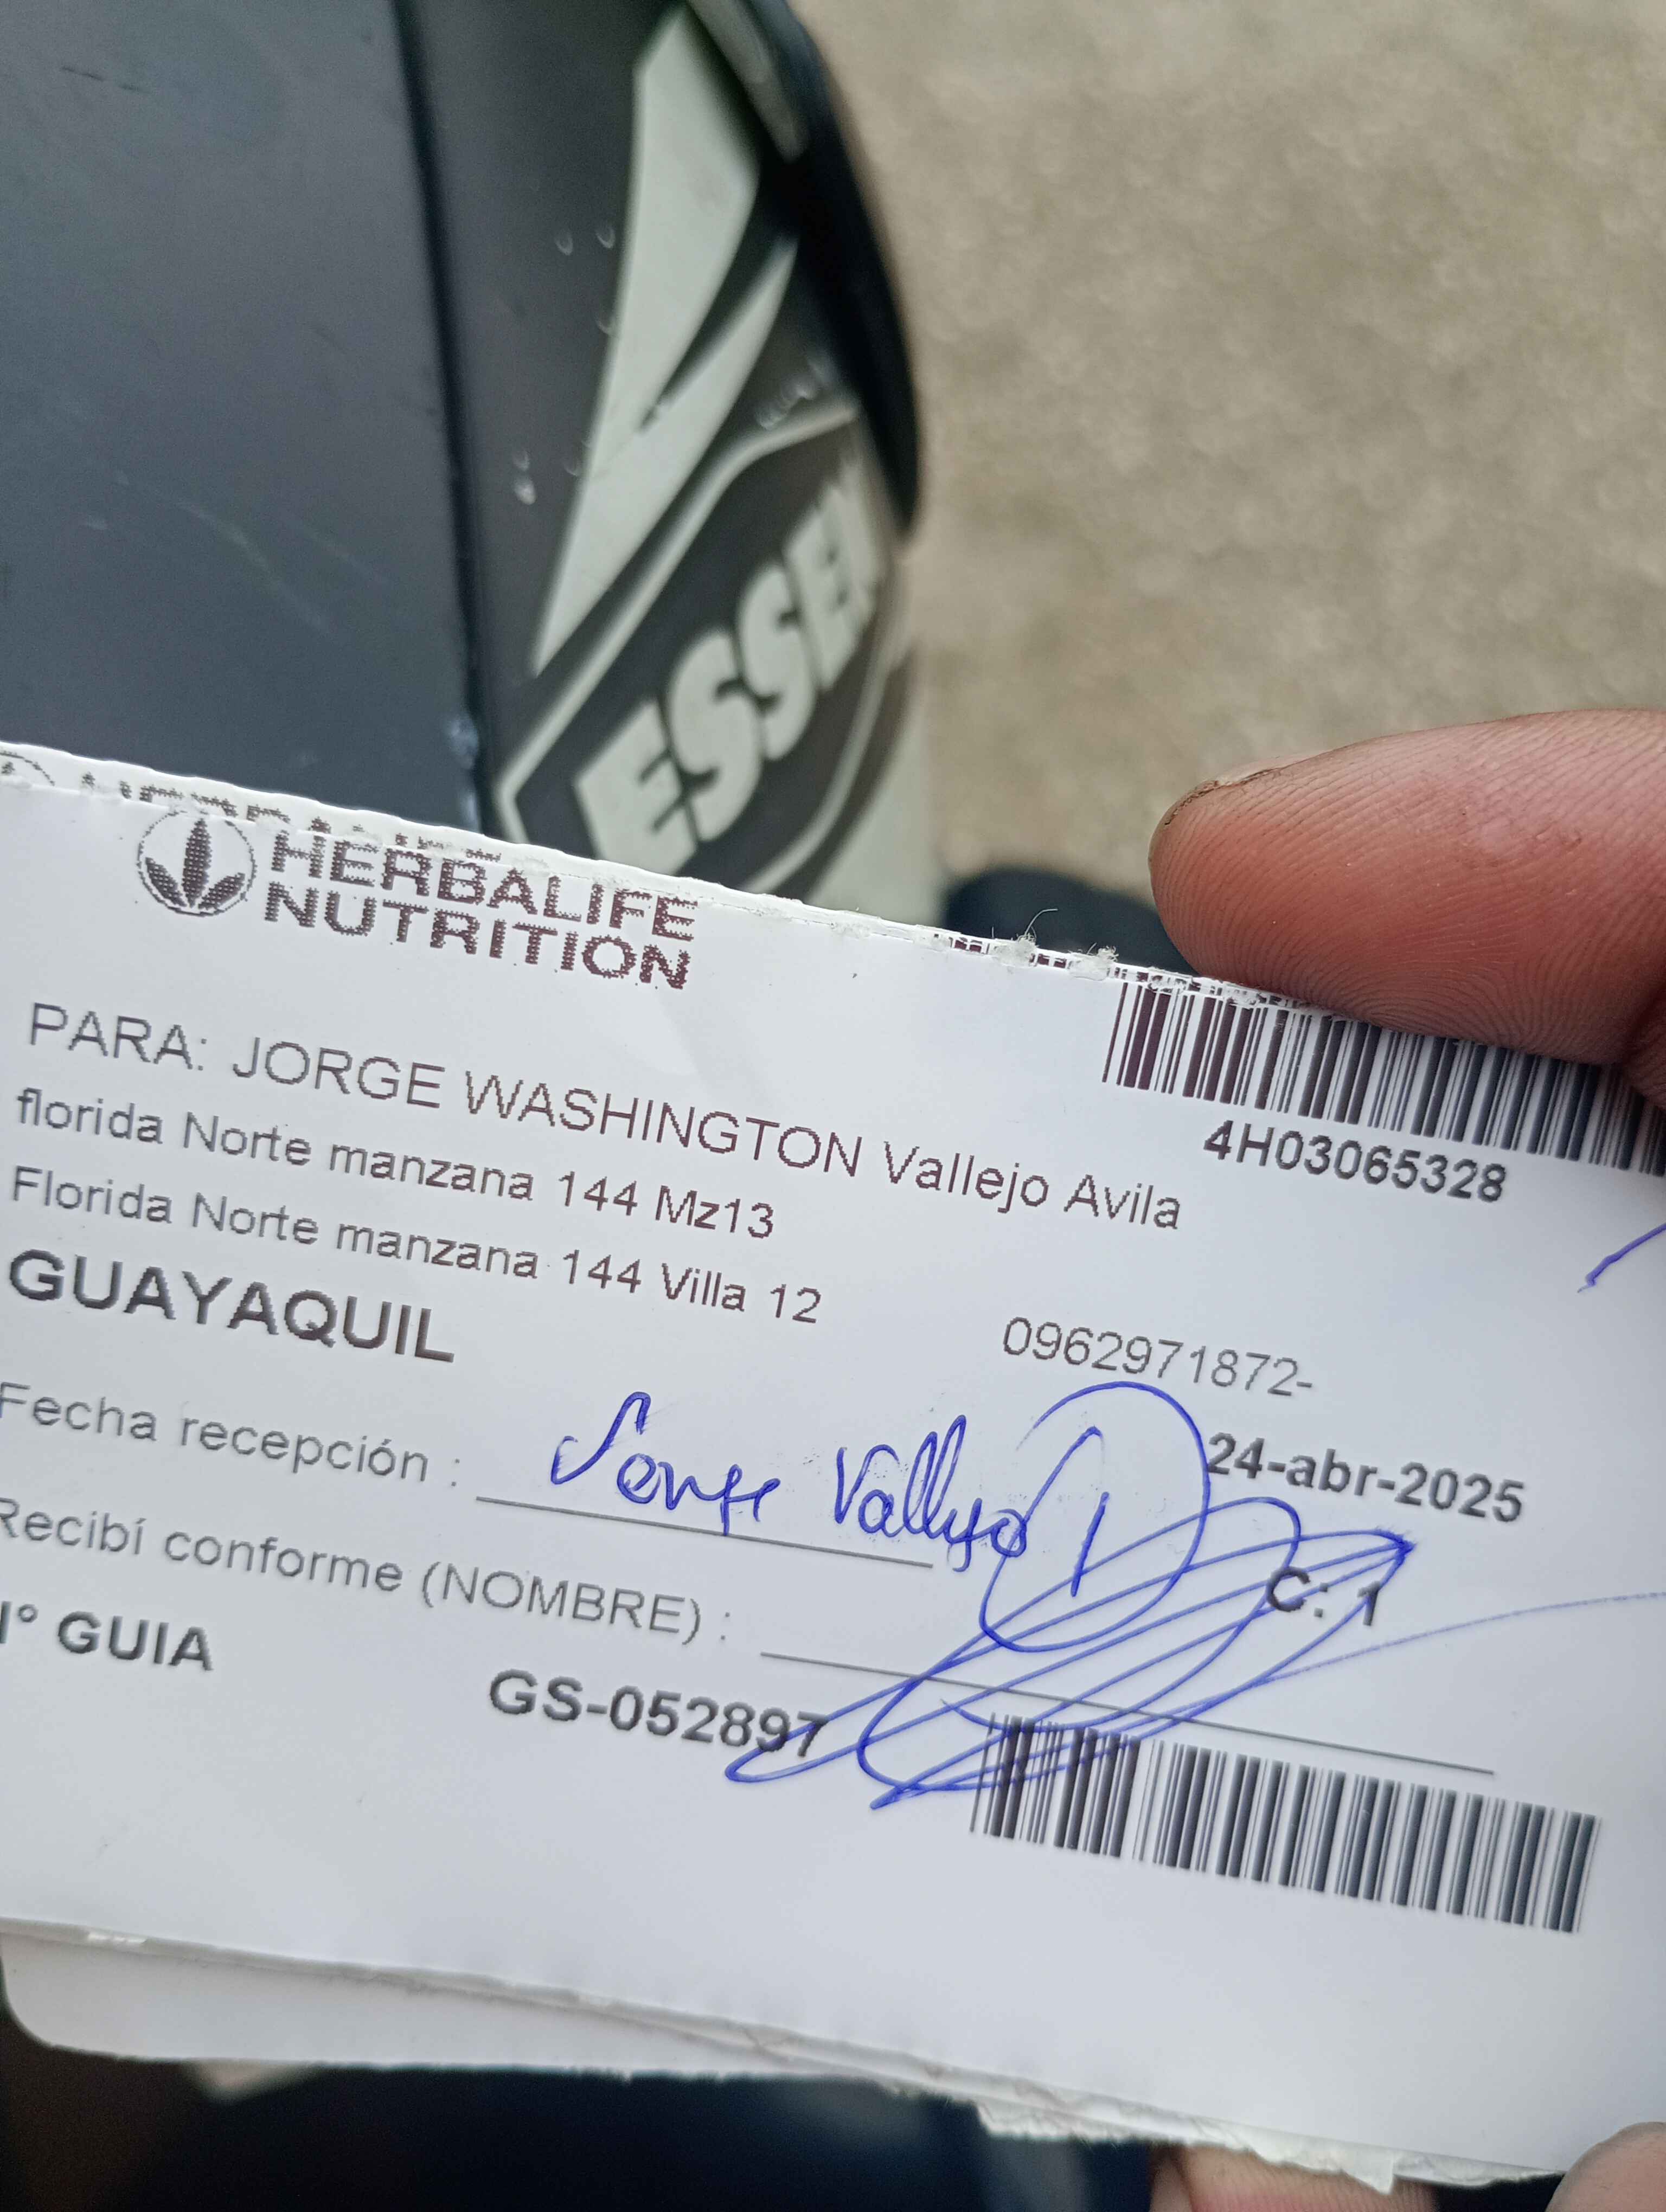 ESSE
HERBALIFE
NUTRITION
4H03065328
PARA: JORGE WASHINGTON Vallejo Avila
florida Norte manzana 144 Mz13
Florida Norte manzana 144 Villa 12
GUAYAQUIL
0962971872-
Fecha recepción : Jorge Vallejo
24-abr-2025
Recibí conforme (NOMBRE) :
C: 1
N° GUIA
GS-052897